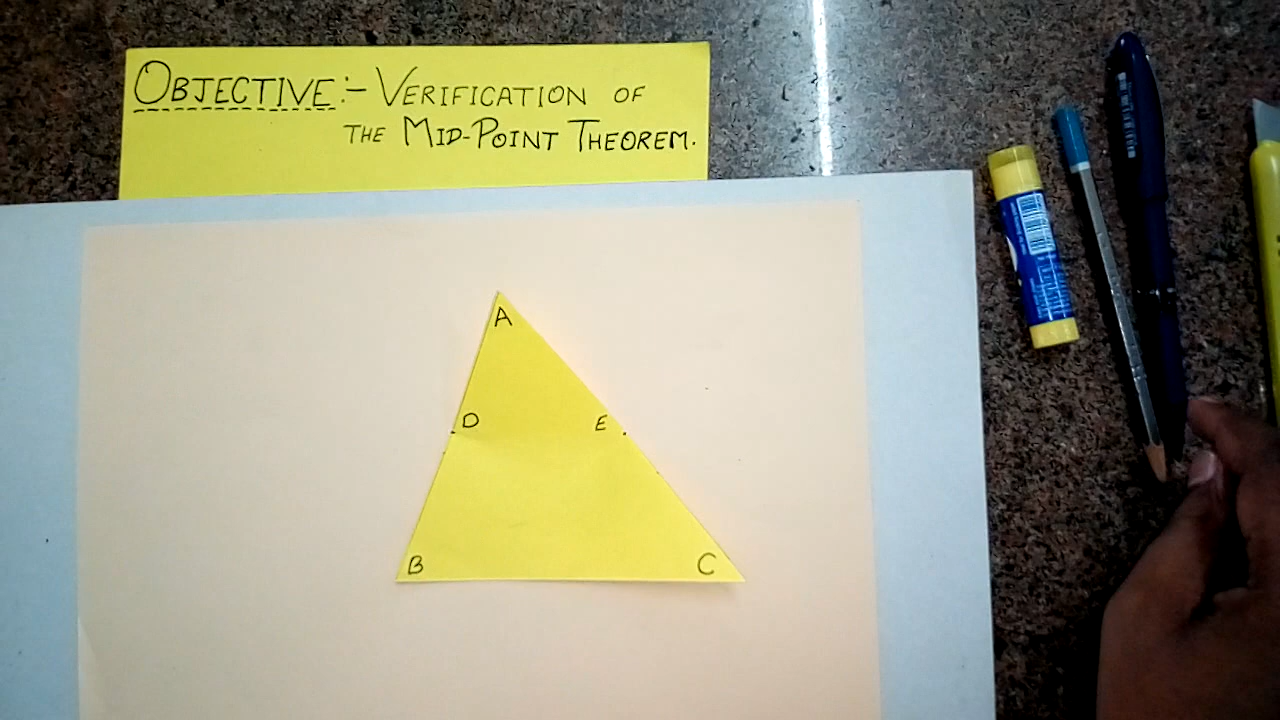 OBJECTIVE:- VERIFICATION OF
THE MID-POINT THEOREM.
A
D E
B C